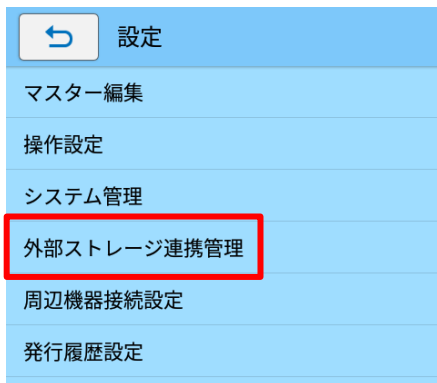 設定
マスター編集
操作設定
システム管理
外部ストレージ連携管理
周辺機器接続設定
発行履歴設定